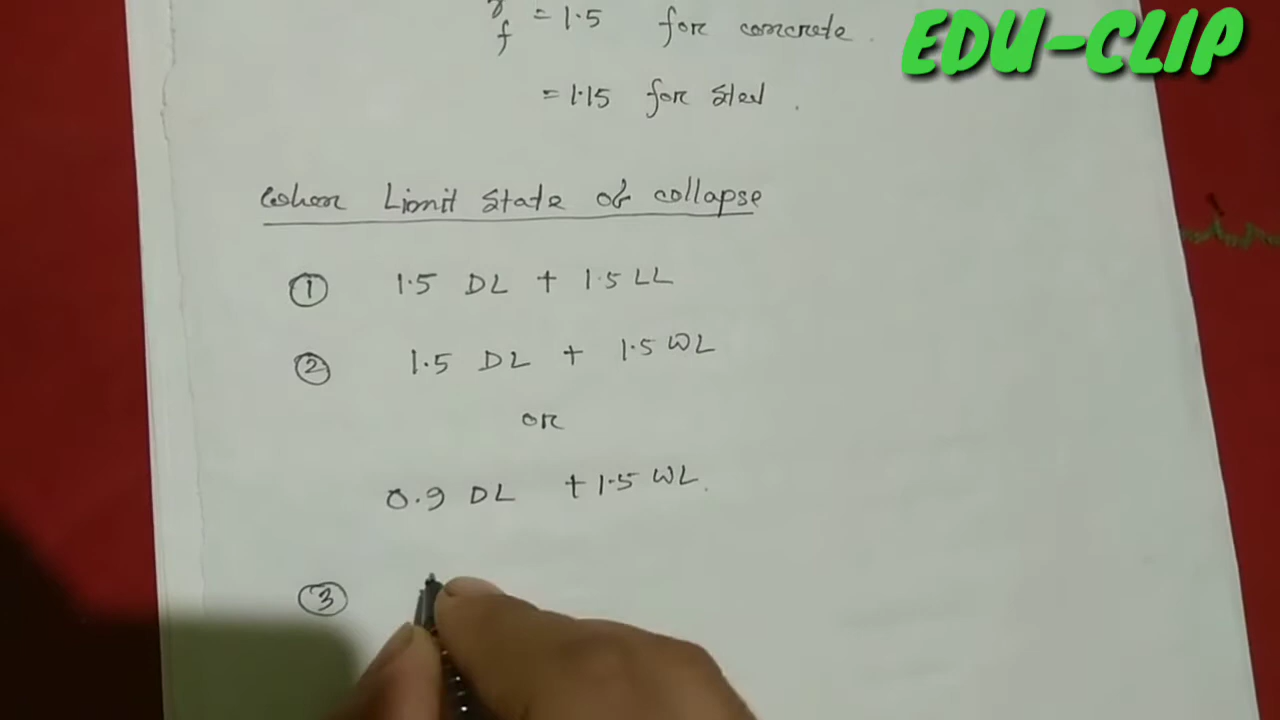 γf = 1.5 for concrete.
EDU-CLIP
= 1.15 for Steel.
When Limit State of collapse
① 1.5 DL + 1.5 LL
② 1.5 DL + 1.5 WL
or
0.9 DL + 1.5 WL.
③